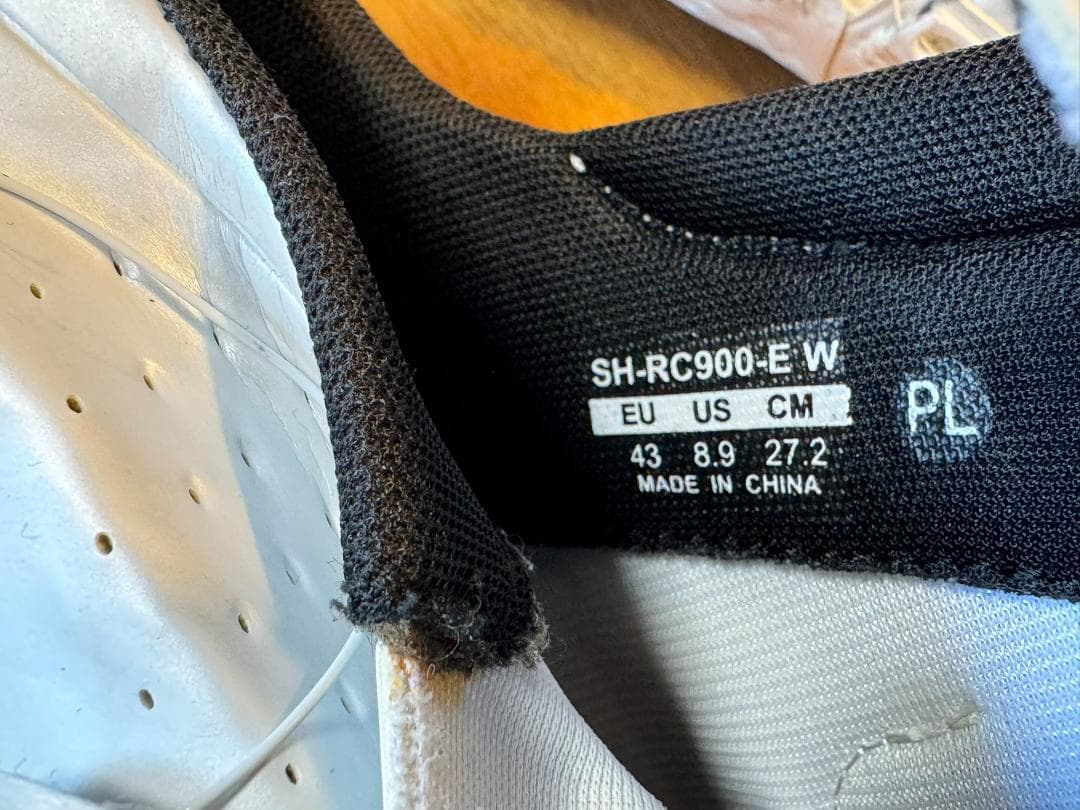 SH-RC900-E W
EU US CM
43 8.9 27.2
MADE IN CHINA
PL